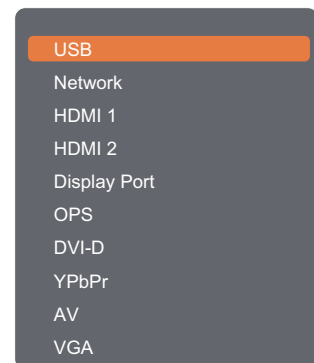 USB
Network
HDMI 1
HDMI 2
Display Port
OPS
DVI-D
YPbPr
AV
VGA